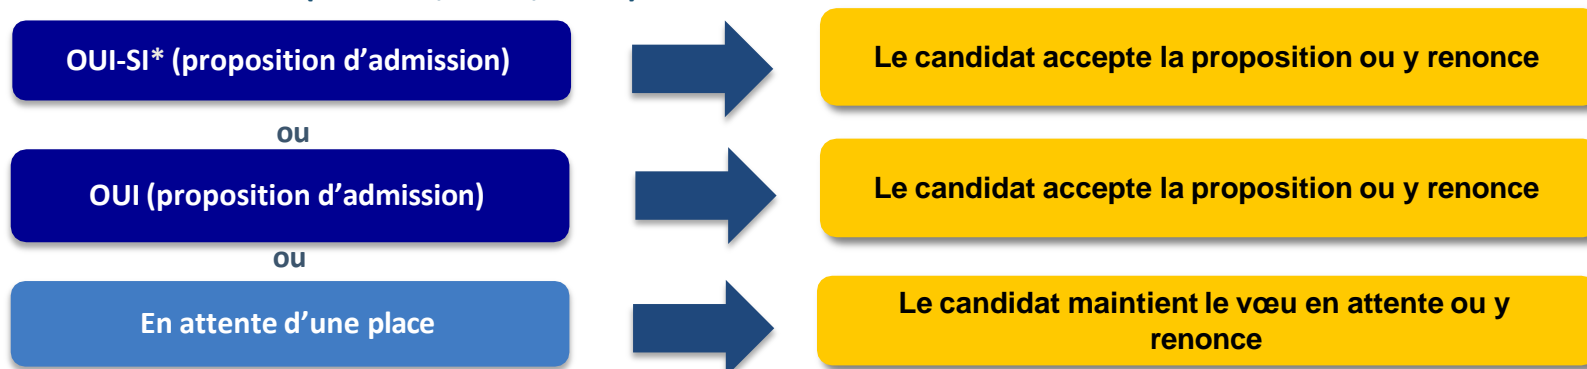 OUI-SI* (proposition d’admission)
Le candidat accepte la proposition ou y renonce
ou
OUI (proposition d’admission)
Le candidat accepte la proposition ou y renonce
ou
En attente d’une place
Le candidat maintient le vœu en attente ou y
renonce